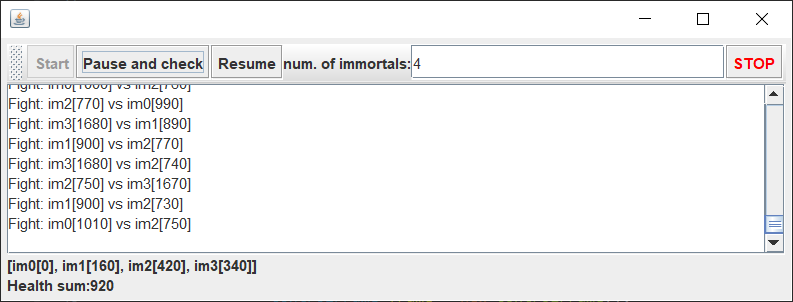 Start Pause and check Resume num. of immortals: 4 STOP
Fight: im0[1000] vs im2[780]
Fight: im2[770] vs im0[990]
Fight: im3[1680] vs im1[890]
Fight: im1[900] vs im2[770]
Fight: im3[1680] vs im2[740]
Fight: im2[750] vs im3[1670]
Fight: im1[900] vs im2[730]
Fight: im0[1010] vs im2[750]
[im0[0], im1[160], im2[420], im3[340]]
Health sum:920